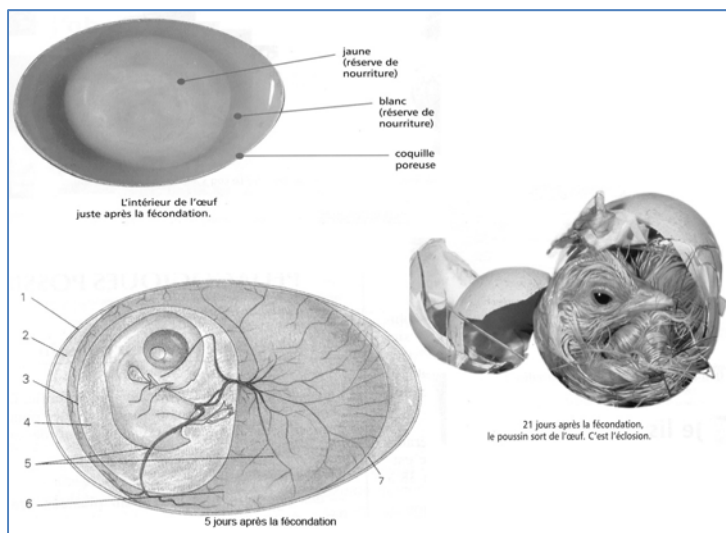 jaune
(réserve de
nourriture)
blanc
(réserve de
nourriture)
coquille
poreuse
L'intérieur de l'œuf
juste après la fécondation.
1
2
3
4
5
6
7
5 jours après la fécondation
21 jours après la fécondation,
le poussin sort de l'œuf. C'est l'éclosion.